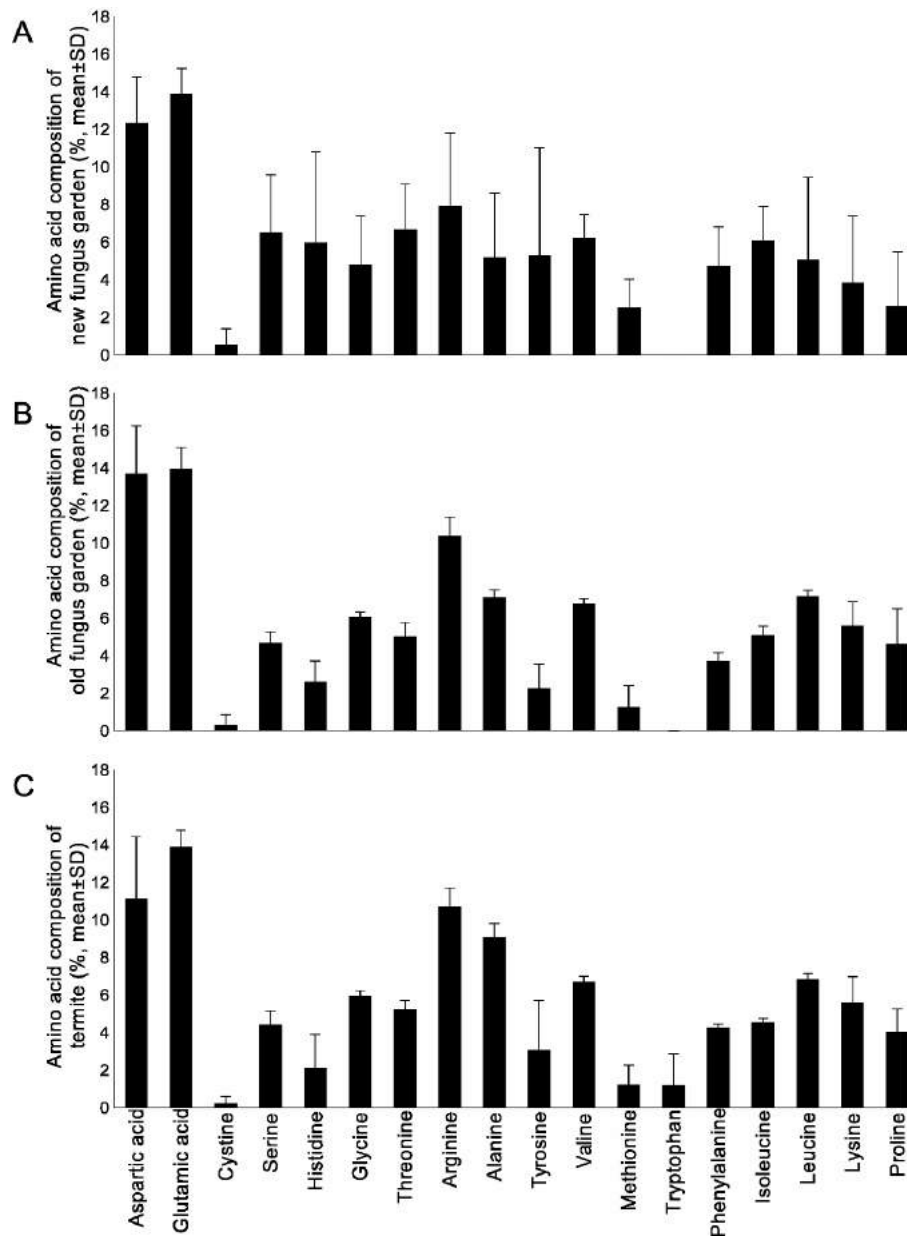 A
Amino acid composition of
new fungus garden (%, mean±SD)
18
16
14
12
10
8
6
4
2
0
B
Amino acid composition of
old fungus garden (%, mean±SD)
18
16
14
12
10
8
6
4
2
0
C
Amino acid composition of
termite (%, mean±SD)
18
16
14
12
10
8
6
4
2
0
Aspartic acid
Glutamic acid
Cystine
Serine
Histidine
Glycine
Threonine
Arginine
Alanine
Tyrosine
Valine
Methionine
Tryptophan
Phenylalanine
Isoleucine
Leucine
Lysine
Proline